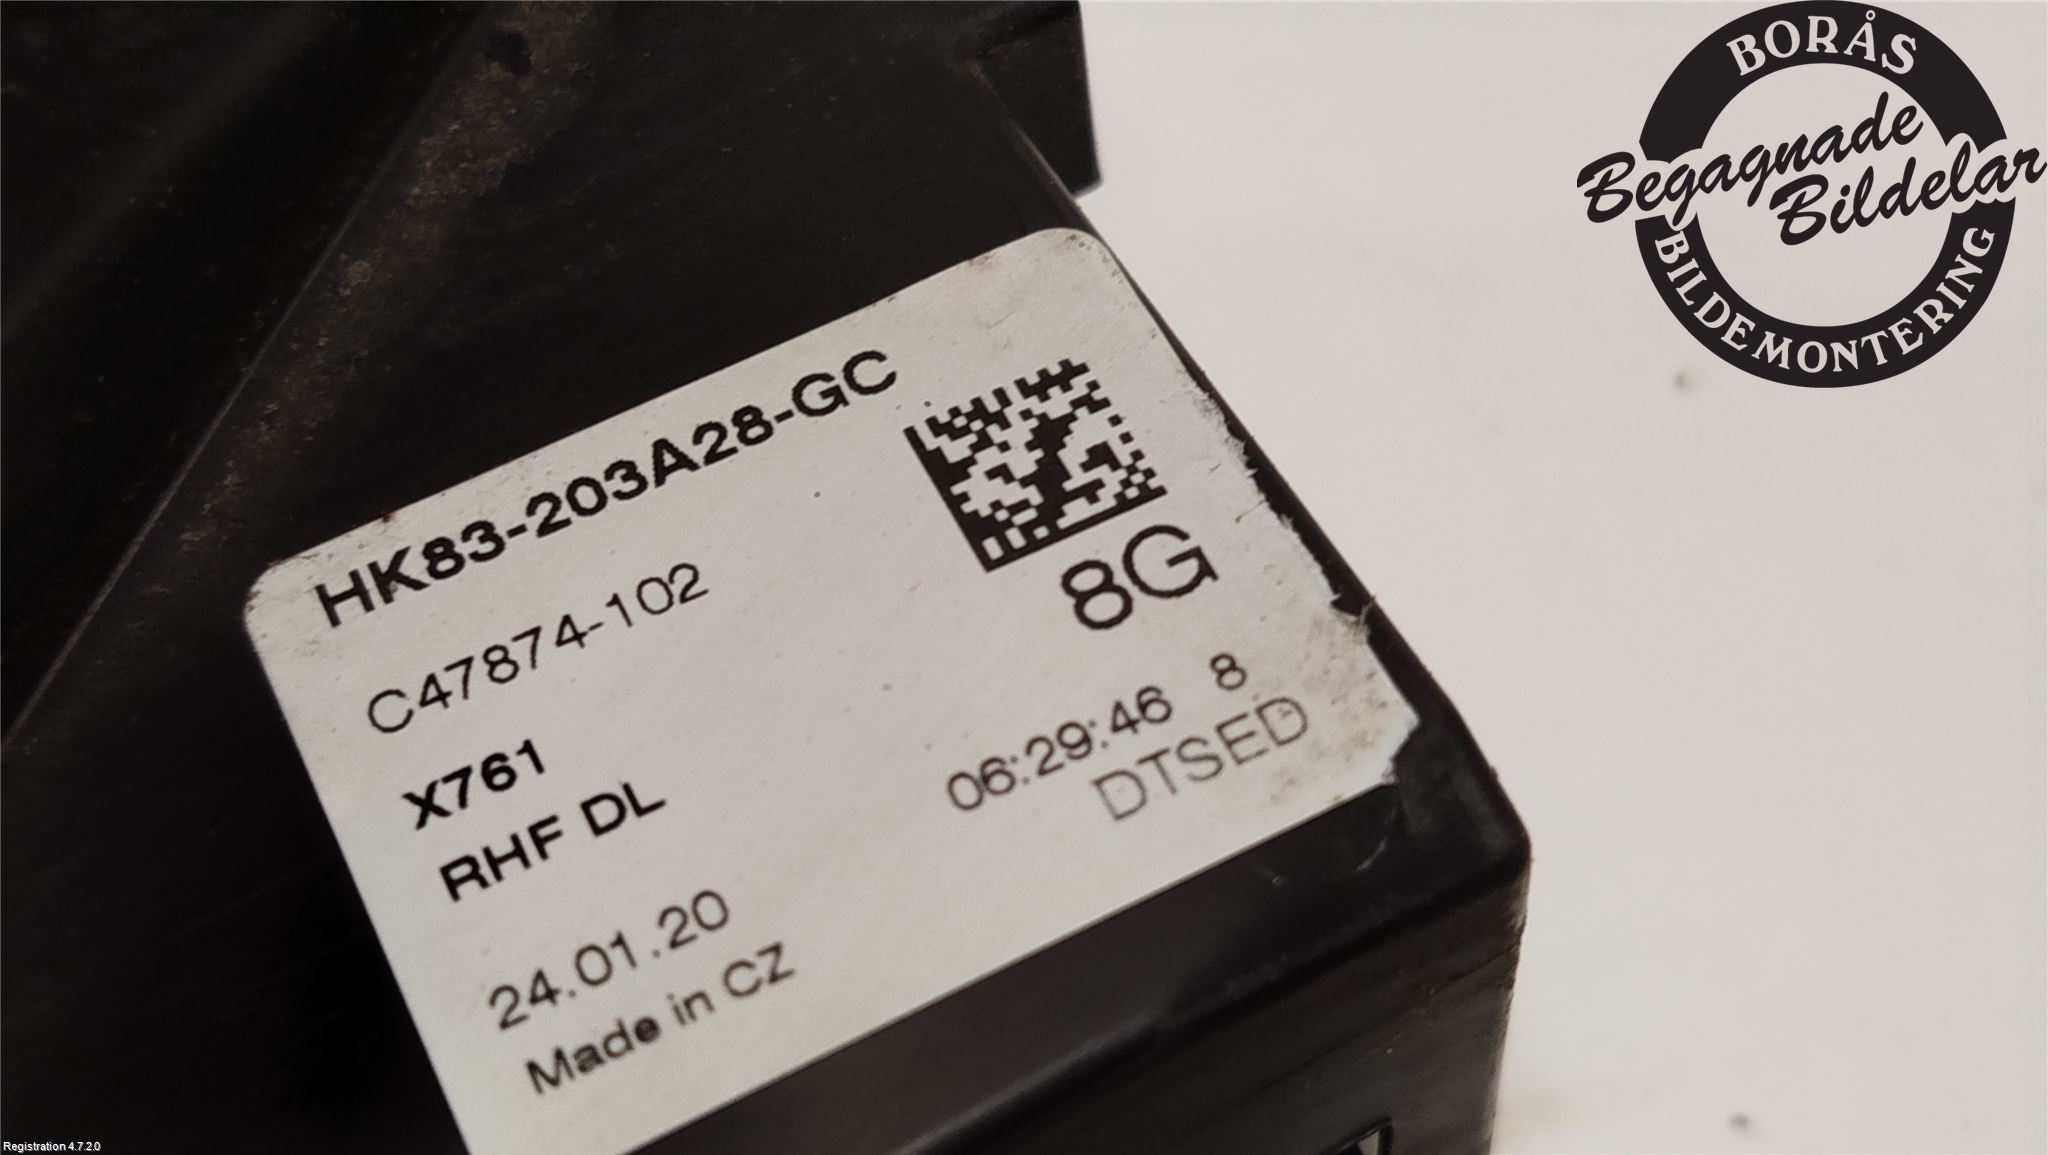 BORÅS
Begagnade
Bildelar
BILDEMONTERING
HK83-203A28-GC
C47874-102
8G
X761
06:29:46 8
RHF DL
DTSED
24.01.20
Made in CZ
Registration 4.7.2.0